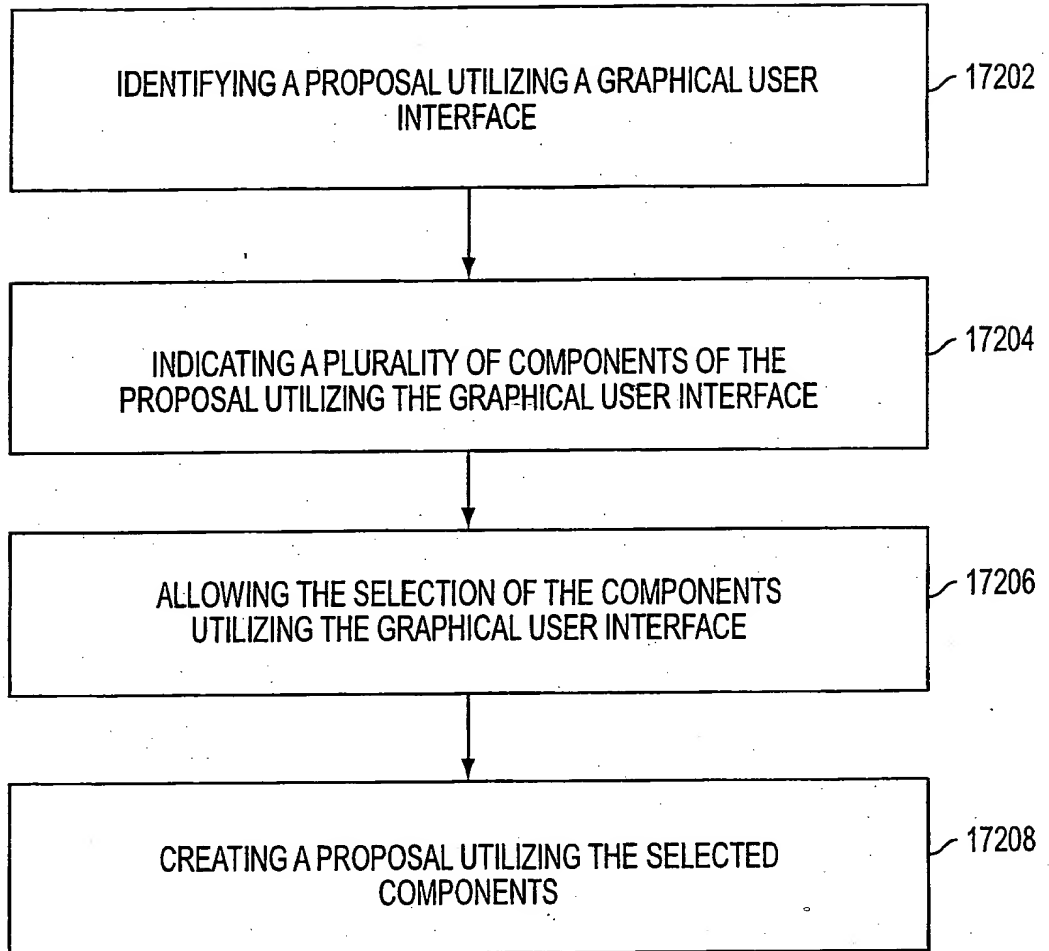 IDENTIFYING A PROPOSAL UTILIZING A GRAPHICAL USER
INTERFACE
17202
INDICATING A PLURALITY OF COMPONENTS OF THE
PROPOSAL UTILIZING THE GRAPHICAL USER INTERFACE
17204
ALLOWING THE SELECTION OF THE COMPONENTS
UTILIZING THE GRAPHICAL USER INTERFACE
17206
CREATING A PROPOSAL UTILIZING THE SELECTED
COMPONENTS
17208